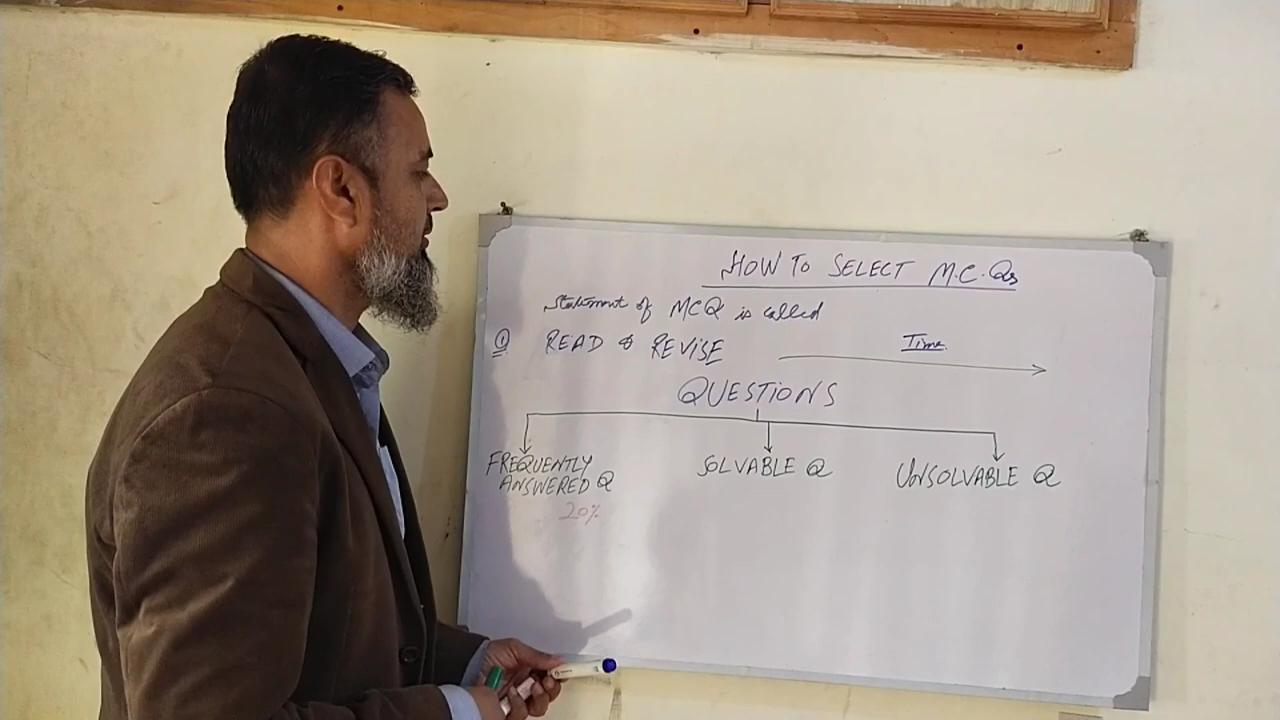 HOW TO SELECT M.C.Qs
Statement of MCQ is called
① READ & REVISE
Time
QUESTIONS
FREQUENTLY
ANSWERED Q
20%
SOLVABLE Q
UNSOLVABLE Q